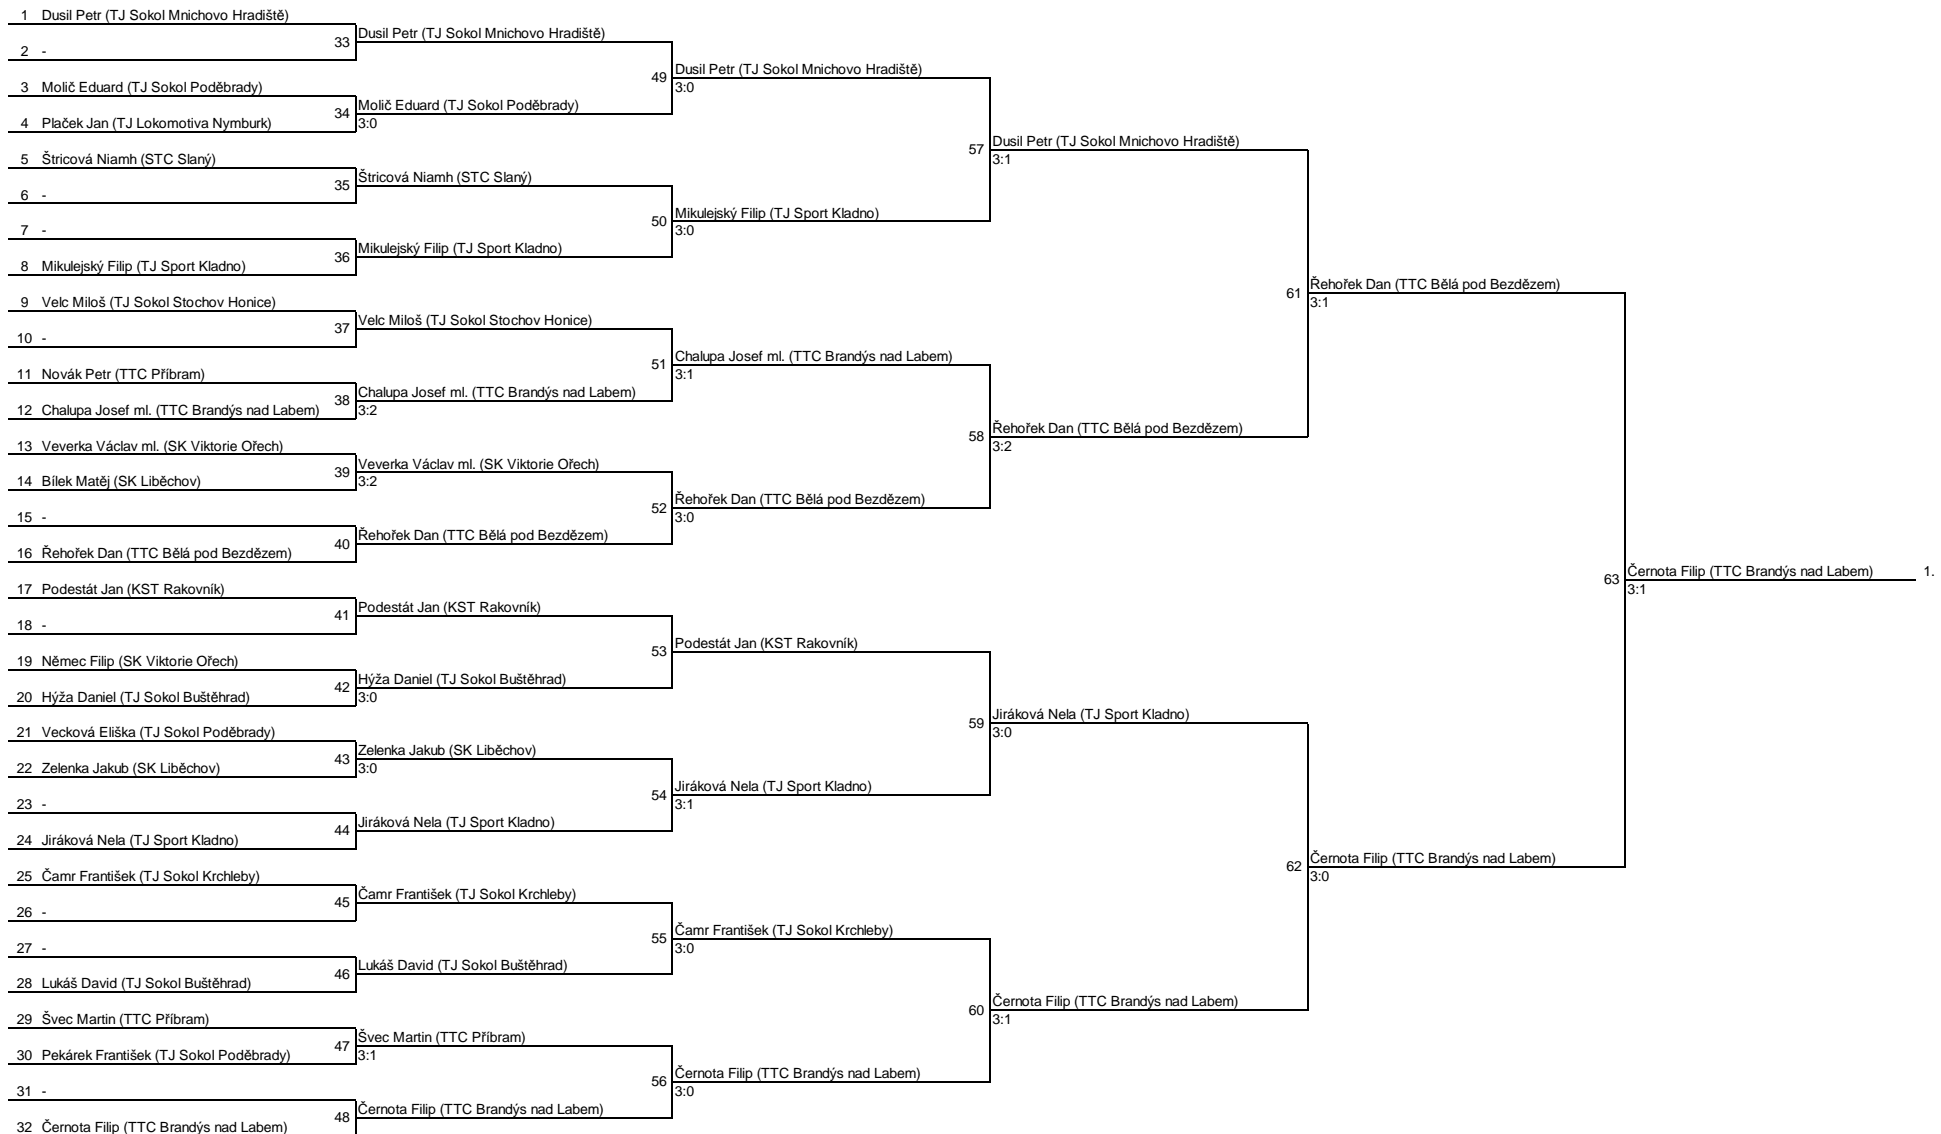 1 Dusil Petr (TJ Sokol Mnichovo Hradiště)
33 Dusil Petr (TJ Sokol Mnichovo Hradiště)
2 -
49 Dusil Petr (TJ Sokol Mnichovo Hradiště)
3:0
3 Molič Eduard (TJ Sokol Poděbrady)
34 Molič Eduard (TJ Sokol Poděbrady)
3:0
4 Plaček Jan (TJ Lokomotiva Nymburk)
57 Dusil Petr (TJ Sokol Mnichovo Hradiště)
3:1
5 Štricová Niamh (STC Slaný)
35 Štricová Niamh (STC Slaný)
6 -
50 Mikulejský Filip (TJ Sport Kladno)
3:0
7 -
36 Mikulejský Filip (TJ Sport Kladno)
8 Mikulejský Filip (TJ Sport Kladno)
61 Řehořek Dan (TTC Bělá pod Bezdězem)
3:1
9 Velc Miloš (TJ Sokol Stochov Honice)
37 Velc Miloš (TJ Sokol Stochov Honice)
10 -
51 Chalupa Josef ml. (TTC Brandýs nad Labem)
3:1
11 Novák Petr (TTC Příbram)
38 Chalupa Josef ml. (TTC Brandýs nad Labem)
3:2
12 Chalupa Josef ml. (TTC Brandýs nad Labem)
58 Řehořek Dan (TTC Bělá pod Bezdězem)
3:2
13 Veverka Václav ml. (SK Viktorie Ořech)
39 Veverka Václav ml. (SK Viktorie Ořech)
3:2
14 Bílek Matěj (SK Liběchov)
52 Řehořek Dan (TTC Bělá pod Bezdězem)
3:0
15 -
40 Řehořek Dan (TTC Bělá pod Bezdězem)
16 Řehořek Dan (TTC Bělá pod Bezdězem)
63 Černota Filip (TTC Brandýs nad Labem) 1.
3:1
17 Podestát Jan (KST Rakovník)
41 Podestát Jan (KST Rakovník)
18 -
53 Podestát Jan (KST Rakovník)
19 Němec Filip (SK Viktorie Ořech)
42 Hýža Daniel (TJ Sokol Buštěhrad)
3:0
20 Hýža Daniel (TJ Sokol Buštěhrad)
59 Jiráková Nela (TJ Sport Kladno)
3:0
21 Vecková Eliška (TJ Sokol Poděbrady)
43 Zelenka Jakub (SK Liběchov)
3:0
22 Zelenka Jakub (SK Liběchov)
54 Jiráková Nela (TJ Sport Kladno)
3:1
23 -
44 Jiráková Nela (TJ Sport Kladno)
24 Jiráková Nela (TJ Sport Kladno)
62 Černota Filip (TTC Brandýs nad Labem)
3:0
25 Čamr František (TJ Sokol Krchleby)
45 Čamr František (TJ Sokol Krchleby)
26 -
55 Čamr František (TJ Sokol Krchleby)
3:0
27 -
46 Lukáš David (TJ Sokol Buštěhrad)
28 Lukáš David (TJ Sokol Buštěhrad)
60 Černota Filip (TTC Brandýs nad Labem)
3:1
29 Švec Martin (TTC Příbram)
47 Švec Martin (TTC Příbram)
3:1
30 Pekárek František (TJ Sokol Poděbrady)
56 Černota Filip (TTC Brandýs nad Labem)
3:0
31 -
48 Černota Filip (TTC Brandýs nad Labem)
32 Černota Filip (TTC Brandýs nad Labem)